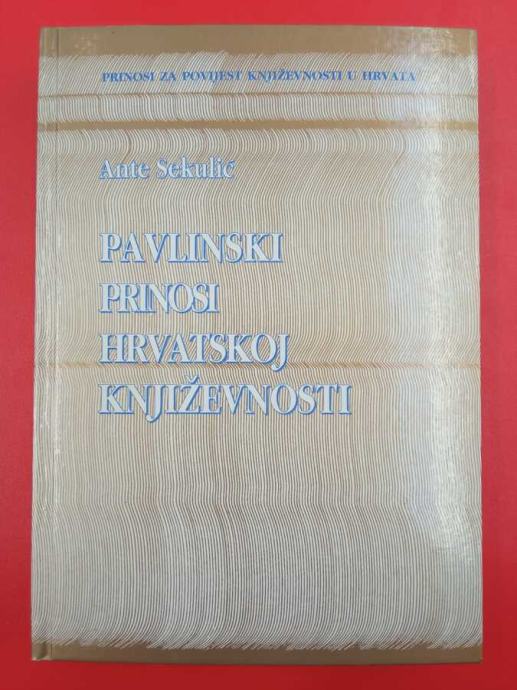 PRINOSI ZA POVIJEST KNJIŽEVNOSTI U HRVATA
Ante Sekulić
PAVLINSKI
PRINOSI
HRVATSKOJ
KNJIŽEVNOSTI